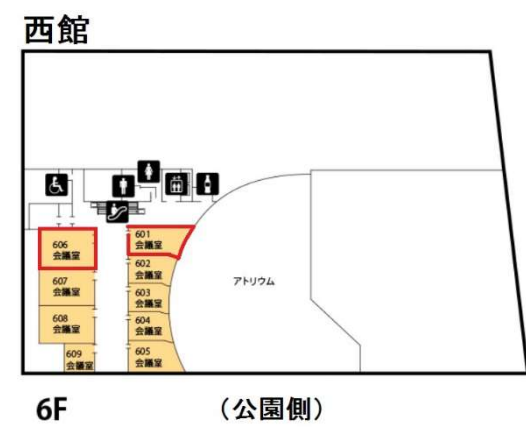 西館
606
会議室
601
会議室
602
会議室
607
会議室
603
会議室
アトリウム
608
会議室
604
会議室
609
会議室
605
会議室
6F
（公園側）